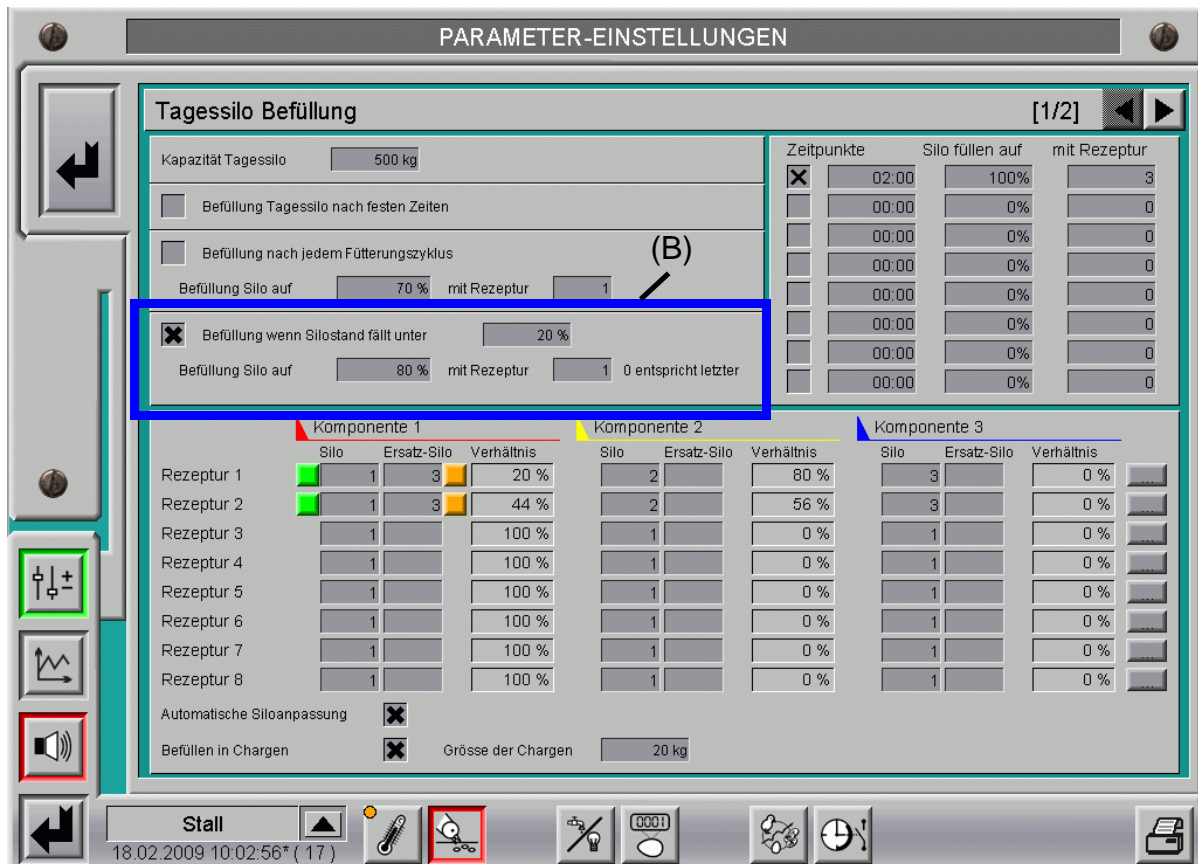 PARAMETER-EINSTELLUNGEN
Tagessilo Befüllung [1/2]
Kapazität Tagessilo 500 kg
Befüllung Tagessilo nach festen Zeiten
Befüllung nach jedem Fütterungszyklus
Befüllung Silo auf 70 % mit Rezeptur 1
(B)
Befüllung wenn Silostand fällt unter 20 %
Befüllung Silo auf 80 % mit Rezeptur 1 0 entspricht letzter
Zeitpunkte Silo füllen auf mit Rezeptur
02:00 100% 3
00:00 0% 0
00:00 0% 0
00:00 0% 0
00:00 0% 0
00:00 0% 0
00:00 0% 0
00:00 0% 0
Komponente 1 Komponente 2 Komponente 3
Silo Ersatz-Silo Verhältnis Silo Ersatz-Silo Verhältnis Silo Ersatz-Silo Verhältnis
Rezeptur 1 1 3 20 % 2 80 % 3 0 % ...
Rezeptur 2 1 3 44 % 2 56 % 3 0 % ...
Rezeptur 3 1 100 % 1 0 % 1 0 % ...
Rezeptur 4 1 100 % 1 0 % 1 0 % ...
Rezeptur 5 1 100 % 1 0 % 1 0 % ...
Rezeptur 6 1 100 % 1 0 % 1 0 % ...
Rezeptur 7 1 100 % 1 0 % 1 0 % ...
Rezeptur 8 1 100 % 1 0 % 1 0 % ...
Automatische Siloanpassung
Befüllen in Chargen Grösse der Chargen 20 kg
Stall
18.02.2009 10:02:56* ( 17 )
0001